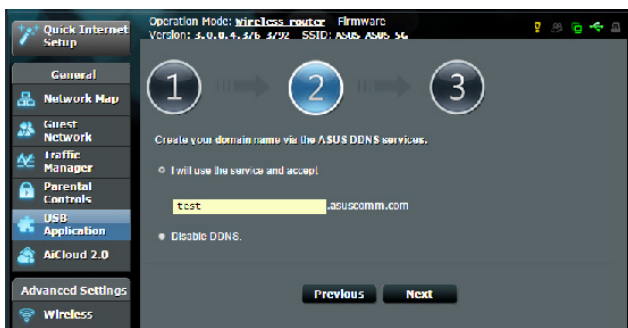 Quick Internet
Setup
Operation Mode: Wireless router Firmware
Version: 3.0.0.4.376_3792 SSID: ASUS ASUS_5G
General
Network Map
Guest
Network
Traffic
Manager
Parental
Controls
USB
Application
AiCloud 2.0
Advanced Settings
Wireless
1
2
3
Create your domain name via the ASUS DDNS services.
I will use the service and accept
test .asuscomm.com
Disable DDNS.
Previous Next